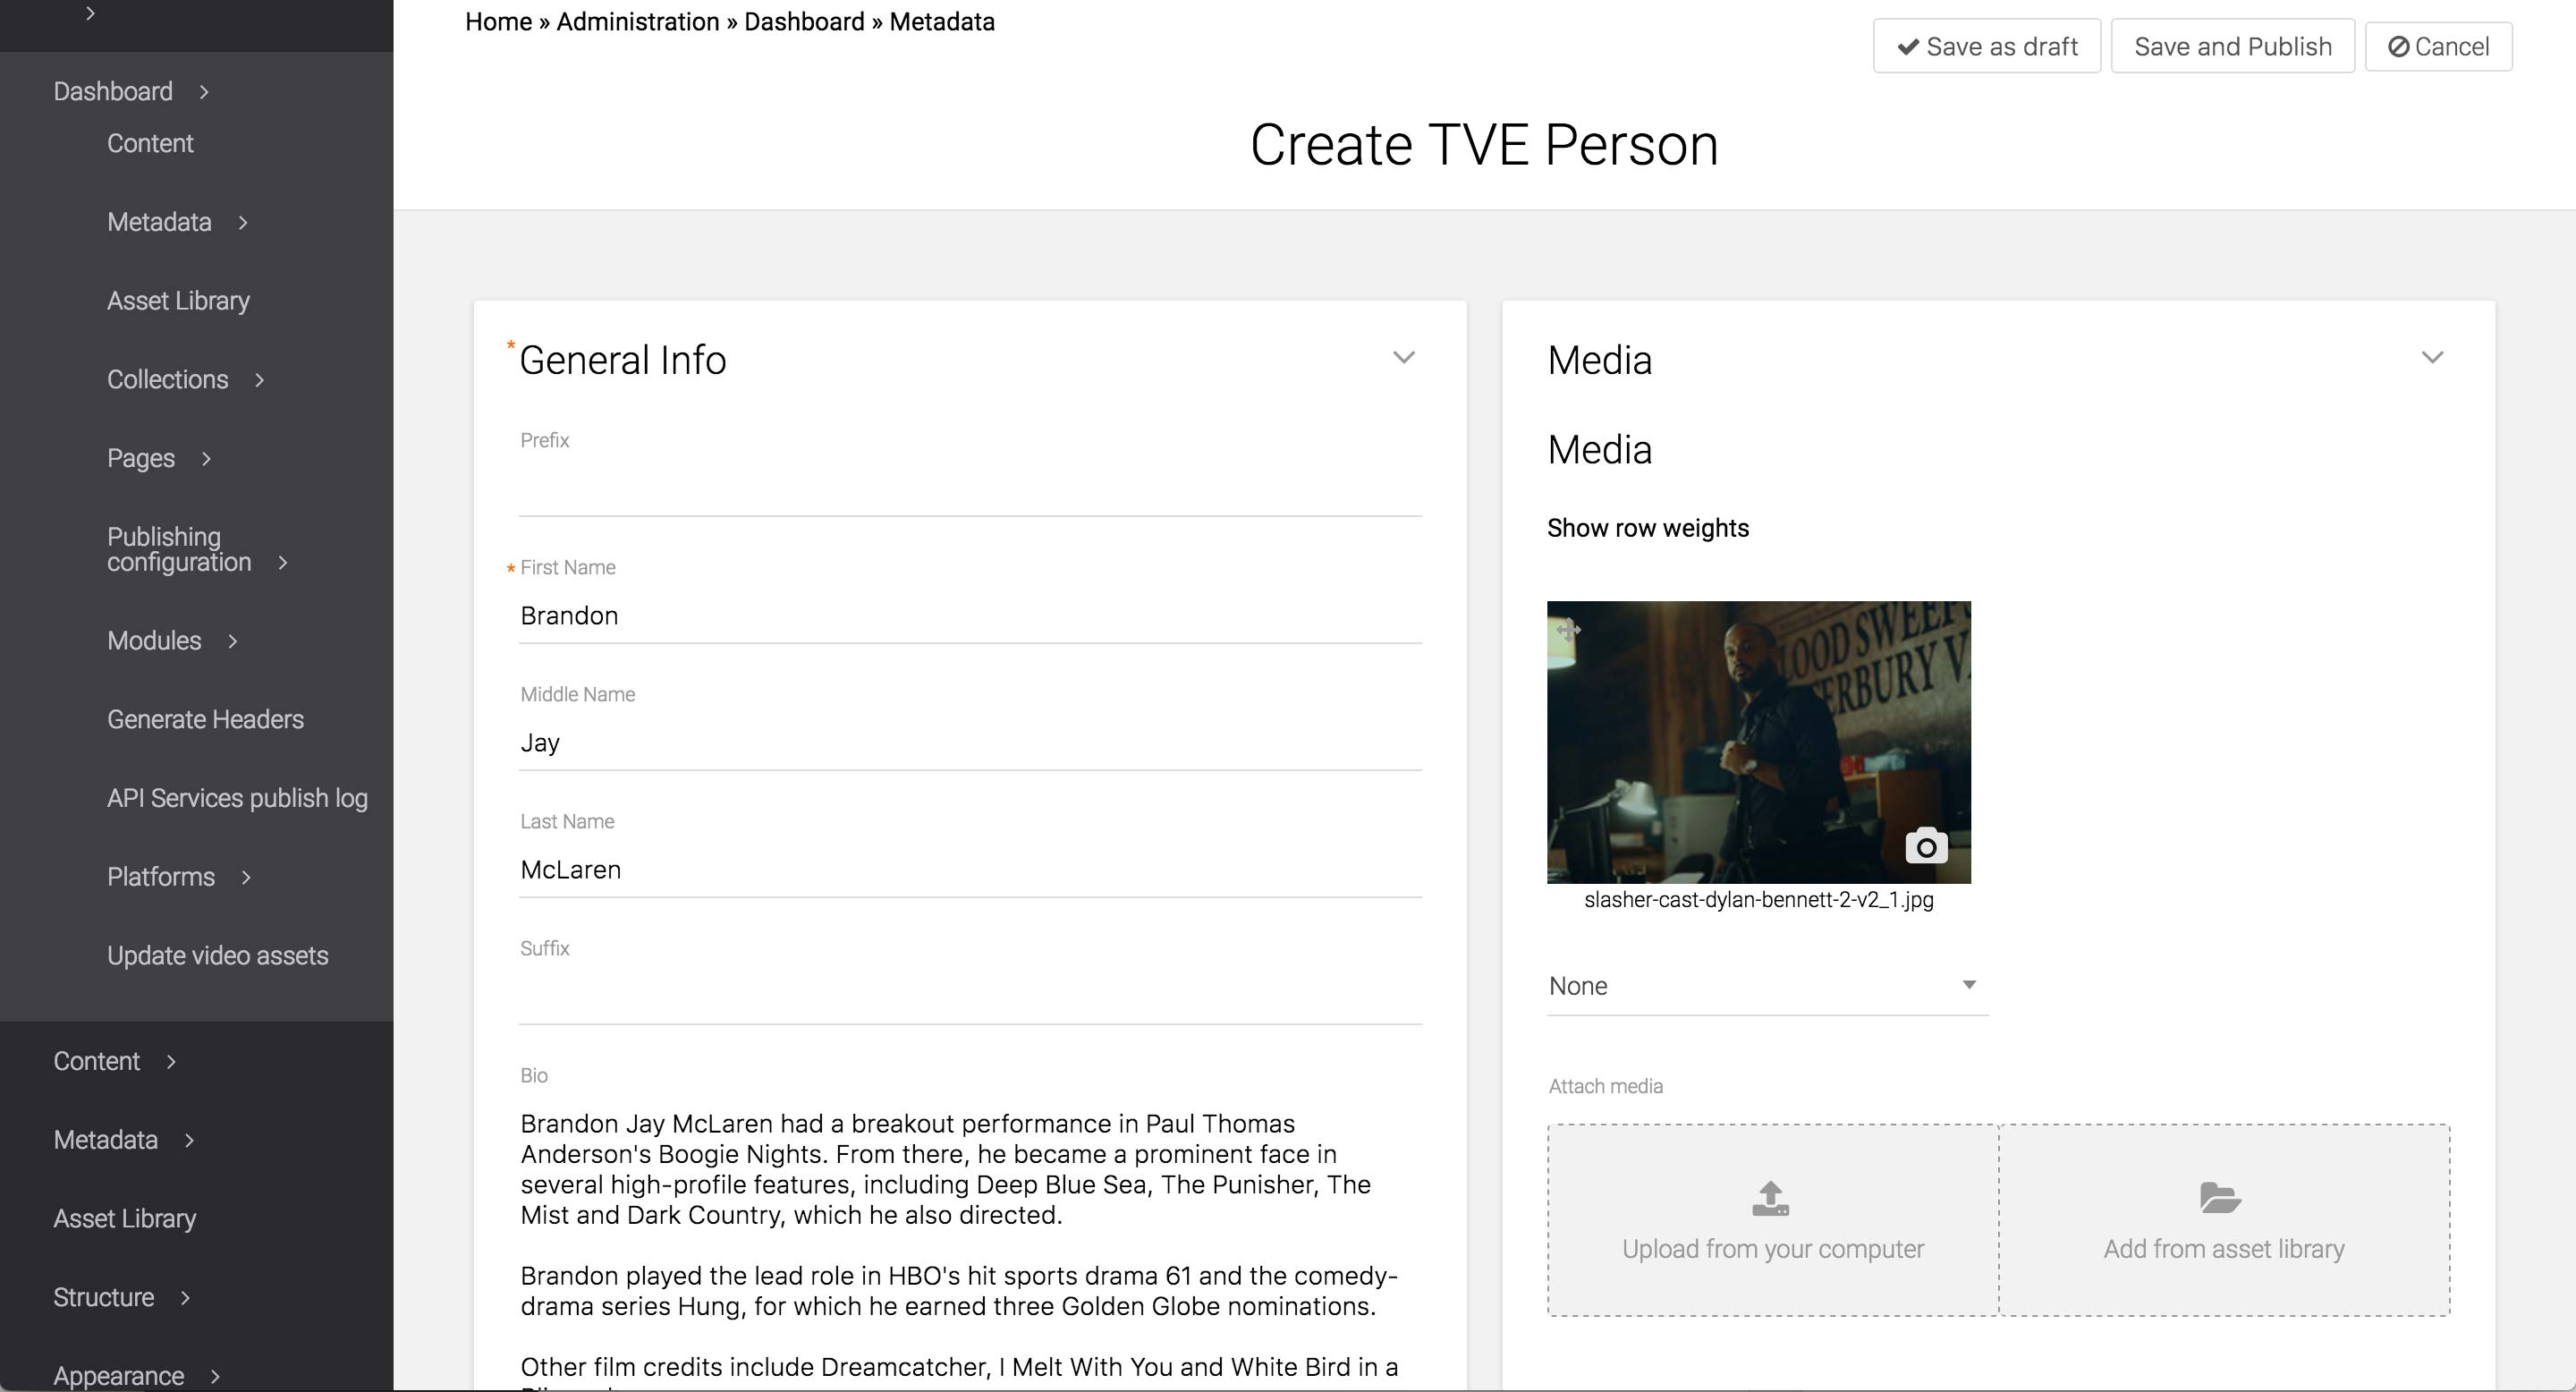 Home » Administration » Dashboard » Metadata
Save as draft
Save and Publish
Cancel
Create TVE Person
Dashboard
Content
Metadata
Asset Library
Collections
Pages
Publishing
configuration
Modules
Generate Headers
API Services publish log
Platforms
Update video assets
Content
Metadata
Asset Library
Structure
Appearance
* General Info
Prefix
* First Name
Brandon
Middle Name
Jay
Last Name
McLaren
Suffix
Bio
Brandon Jay McLaren had a breakout performance in Paul Thomas
Anderson's Boogie Nights. From there, he became a prominent face in
several high-profile features, including Deep Blue Sea, The Punisher, The
Mist and Dark Country, which he also directed.
Brandon played the lead role in HBO's hit sports drama 61 and the comedy-
drama series Hung, for which he earned three Golden Globe nominations.
Other film credits include Dreamcatcher, I Melt With You and White Bird in a
Media
Media
Show row weights
slasher-cast-dylan-bennett-2-v2_1.jpg
None
Attach media
Upload from your computer
Add from asset library